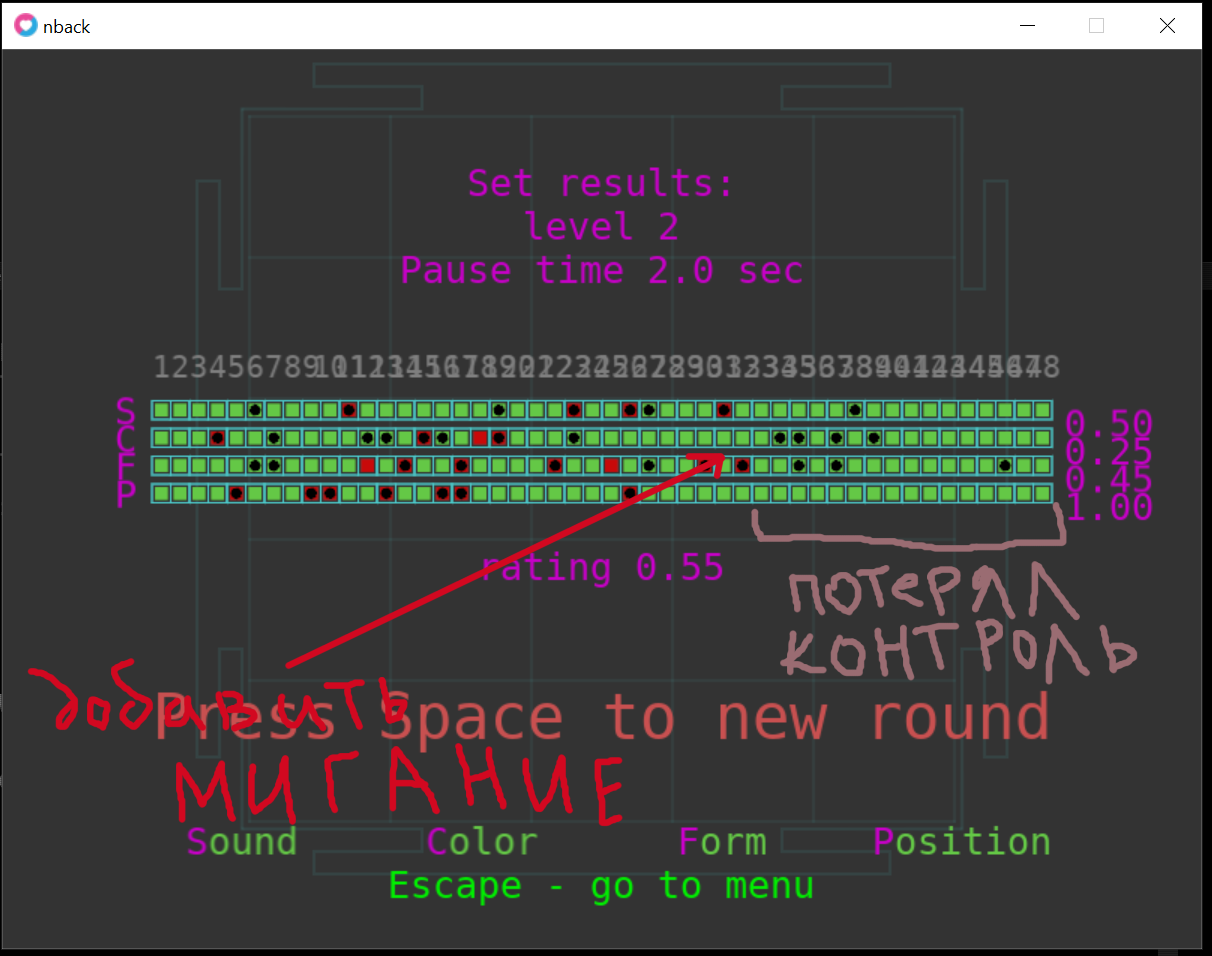 nback
Set results:
level 2
Pause time 2.0 sec
S 0.50
C 0.25
F 0.45
P 1.00
rating 0.55
потерял
контроль
Press Space to new round
добавить
МИГАНИЕ
Sound Color Form Position
Escape - go to menu